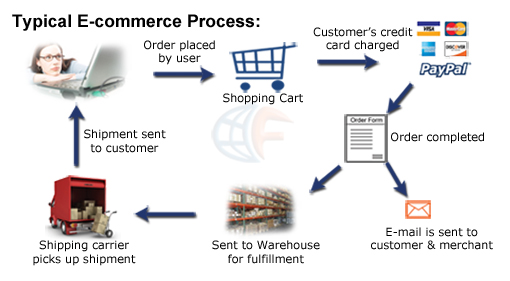 Typical E-commerce Process:
Order placed
by user
Shopping Cart
Customer's credit
card charged
VISA
MasterCard
DISCOVER
PayPal
Order Form
Order completed
E-mail is sent to
customer & merchant
Sent to Warehouse
for fulfillment
Shipping carrier
picks up shipment
Shipment sent
to customer